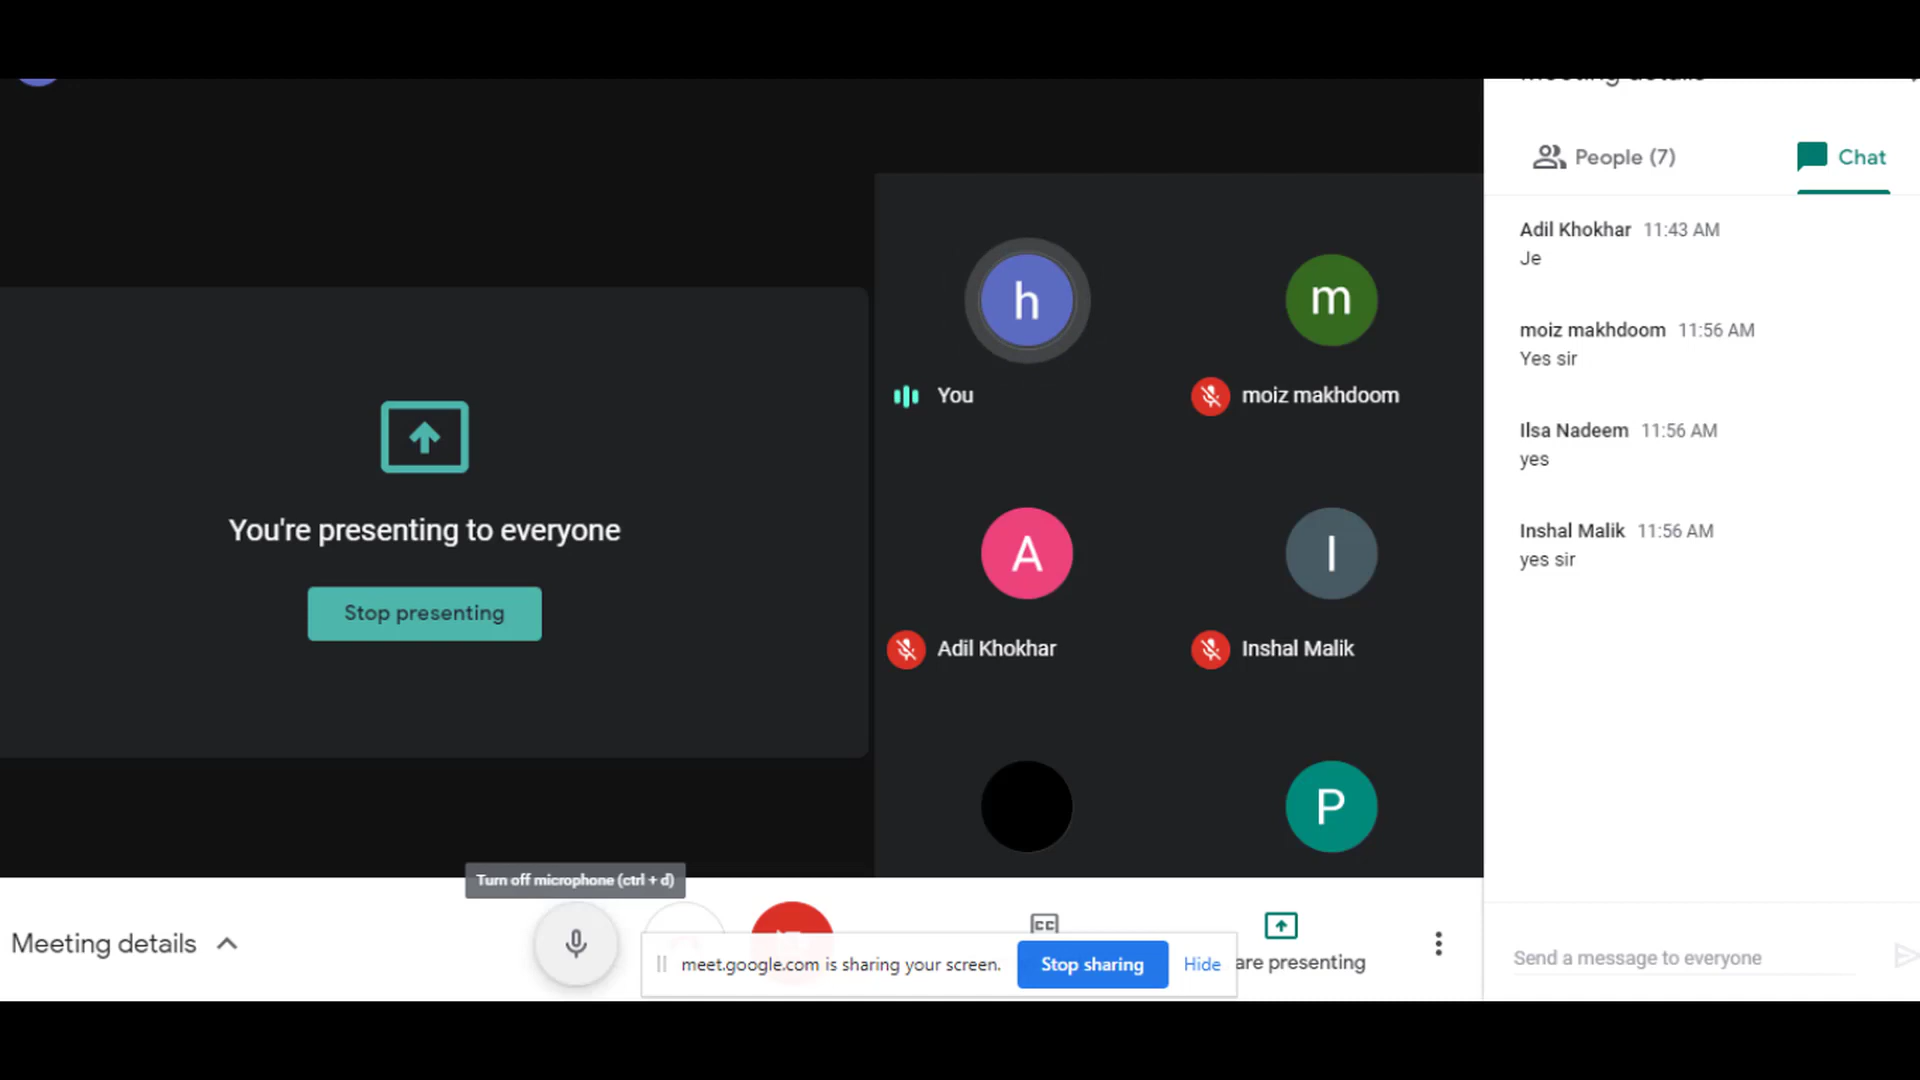 People (7)
Chat
Adil Khokhar 11:43 AM
Je
moiz makhdoom 11:56 AM
Yes sir
Ilsa Nadeem 11:56 AM
yes
Inshal Malik 11:56 AM
yes sir
h
m
You
moiz makhdoom
You're presenting to everyone
Stop presenting
A
I
Adil Khokhar
Inshal Malik
P
Turn off microphone (ctrl + d)
Meeting details
CC
meet.google.com is sharing your screen.
Stop sharing
Hide
are presenting
Send a message to everyone